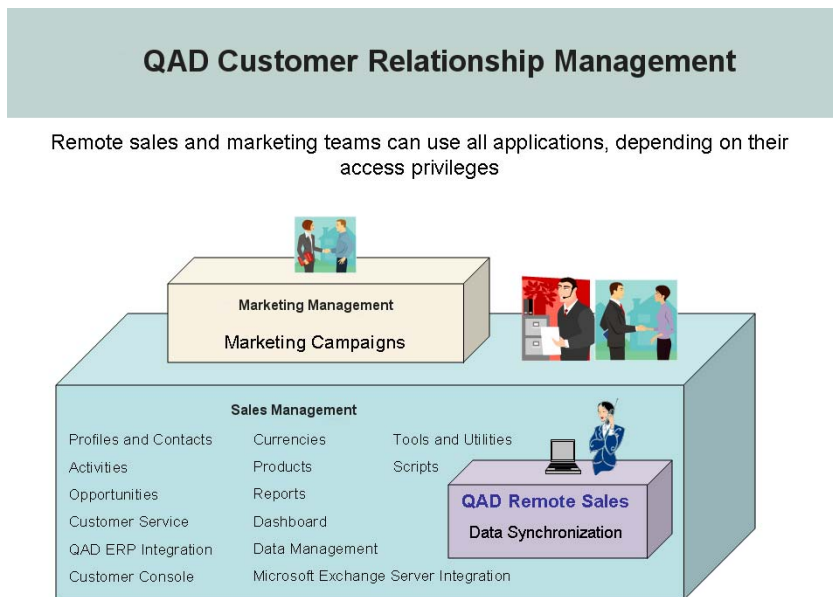 QAD Customer Relationship Management
Remote sales and marketing teams can use all applications, depending on their
access privileges
Marketing Management
Marketing Campaigns
Sales Management
Profiles and Contacts
Activities
Opportunities
Customer Service
QAD ERP Integration
Customer Console
Currencies
Products
Reports
Dashboard
Data Management
Microsoft Exchange Server Integration
Tools and Utilities
Scripts
QAD Remote Sales
Data Synchronization